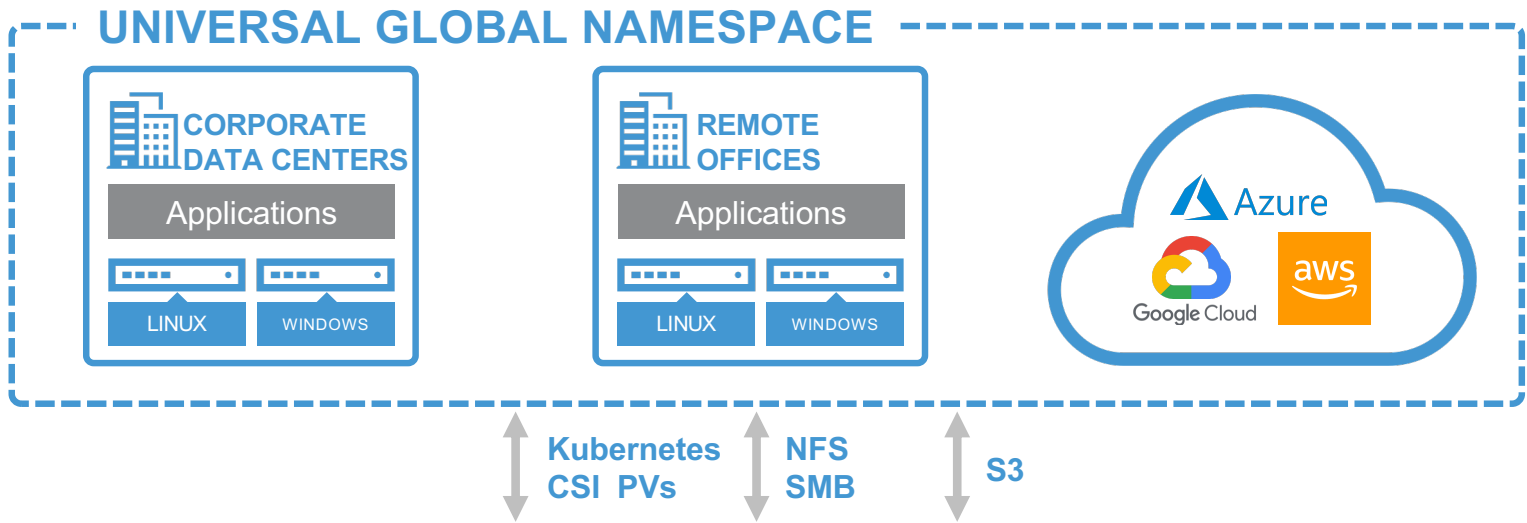 UNIVERSAL GLOBAL NAMESPACE
CORPORATE
DATA CENTERS
Applications
LINUX
WINDOWS
REMOTE
OFFICES
Applications
LINUX
WINDOWS
Azure
Google Cloud
aws
Kubernetes
CSI PVs
NFS
SMB
S3